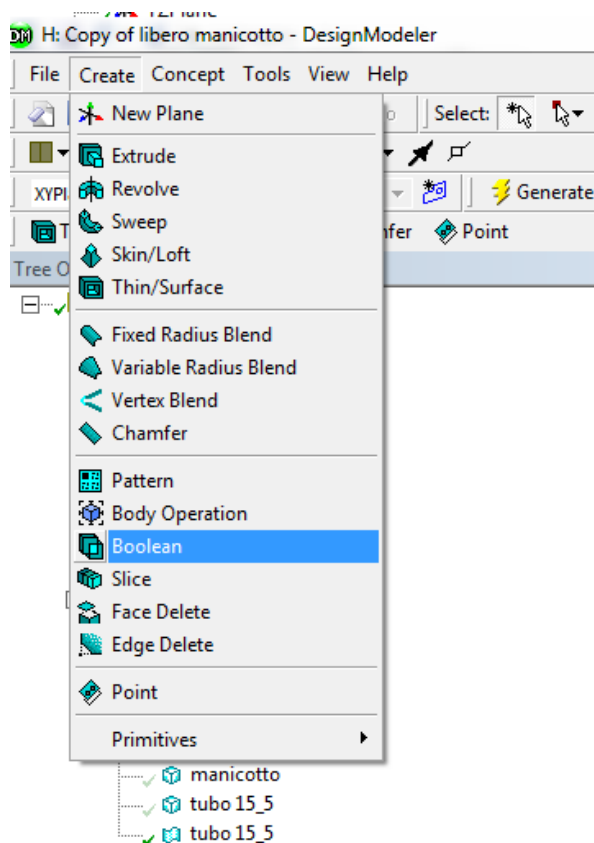 YZPlane
H: Copy of libero manicotto - DesignModeler
File Create Concept Tools View Help
New Plane
Select:
Extrude
Revolve
XYPl
Generate
Sweep
T
nfer
Point
Skin/Loft
Tree O
Thin/Surface
Fixed Radius Blend
Variable Radius Blend
Vertex Blend
Chamfer
Pattern
Body Operation
Boolean
Slice
Face Delete
Edge Delete
Point
Primitives
manicotto
tubo 15_5
tubo 15_5